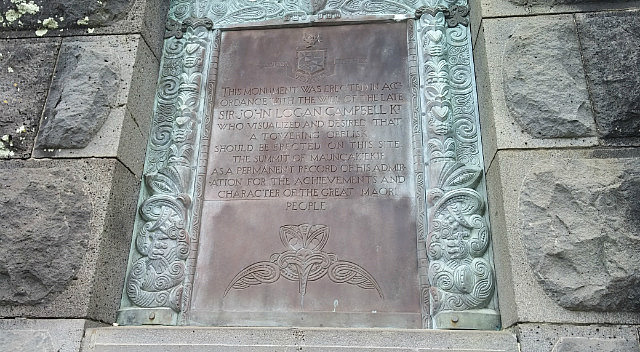 THIS MONUMENT WAS ERECTED IN ACC-
ORDANCE WITH THE WILL OF THE LATE
SIR JOHN LOGAN CAMPBELL KT
WHO VISUALIZED AND DESIRED THAT
A TOWERING OBELISK
SHOULD BE ERECTED ON THIS SITE
THE SUMMIT OF MAUNGAKIEKIE
AS A PERMANENT RECORD OF HIS ADMIR-
ATION FOR THE ACHIEVEMENTS AND
CHARACTER OF THE GREAT MAORI
PEOPLE